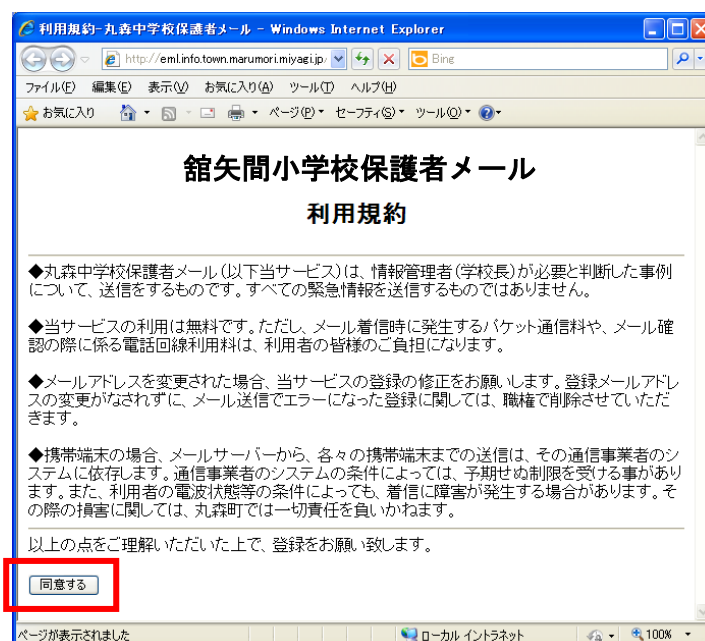 利用規約-丸森中学校保護者メール - Windows Internet Explorer
http://eml.info.town.marumori.miyagi.jp/
Bing
ファイル(F) 編集(E) 表示(V) お気に入り(A) ツール(T) ヘルプ(H)
お気に入り ページ(P) セーフティ(S) ツール(O)
舘矢間小学校保護者メール
利用規約
◆丸森中学校保護者メール(以下当サービス)は、情報管理者(学校長)が必要と判断した事例
について、送信をするものです。すべての緊急情報を送信するものではありません。
◆当サービスの利用は無料です。ただし、メール着信時に発生するパケット通信料や、メール確
認の際に係る電話回線利用料は、利用者の皆様のご負担になります。
◆メールアドレスを変更された場合、当サービスの登録の修正をお願いします。登録メールアドレ
スの変更がなされずに、メール送信でエラーになった登録に関しては、職権で削除させていただ
きます。
◆携帯端末の場合、メールサーバーから、各々の携帯端末までの送信は、その通信事業者のシ
ステムに依存します。通信事業者のシステムの条件によっては、予期せぬ制限を受ける事があり
ます。また、利用者の電波状態等の条件によっても、着信に障害が発生する場合があります。そ
の際の損害に関しては、丸森町では一切責任を負いかねます。
以上の点をご理解いただいた上で、登録をお願い致します。
同意する
ページが表示されました ローカル イントラネット 100%